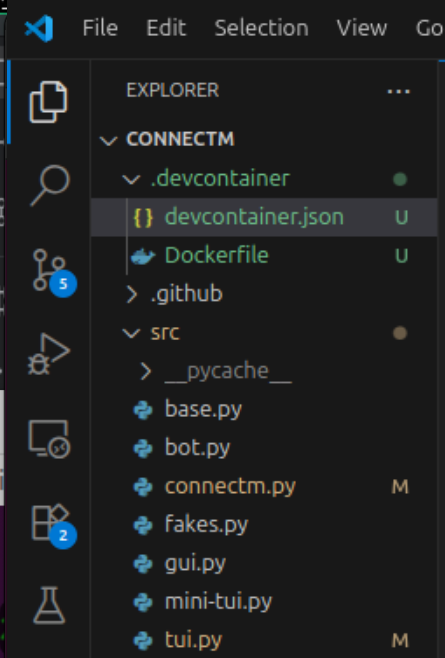 File Edit Selection View Go
EXPLORER ...
CONNECTM
.devcontainer
{} devcontainer.json U
Dockerfile U
.github
src
5
__pycache__
base.py
bot.py
connectm.py M
fakes.py
2
gui.py
mini-tui.py
tui.py M